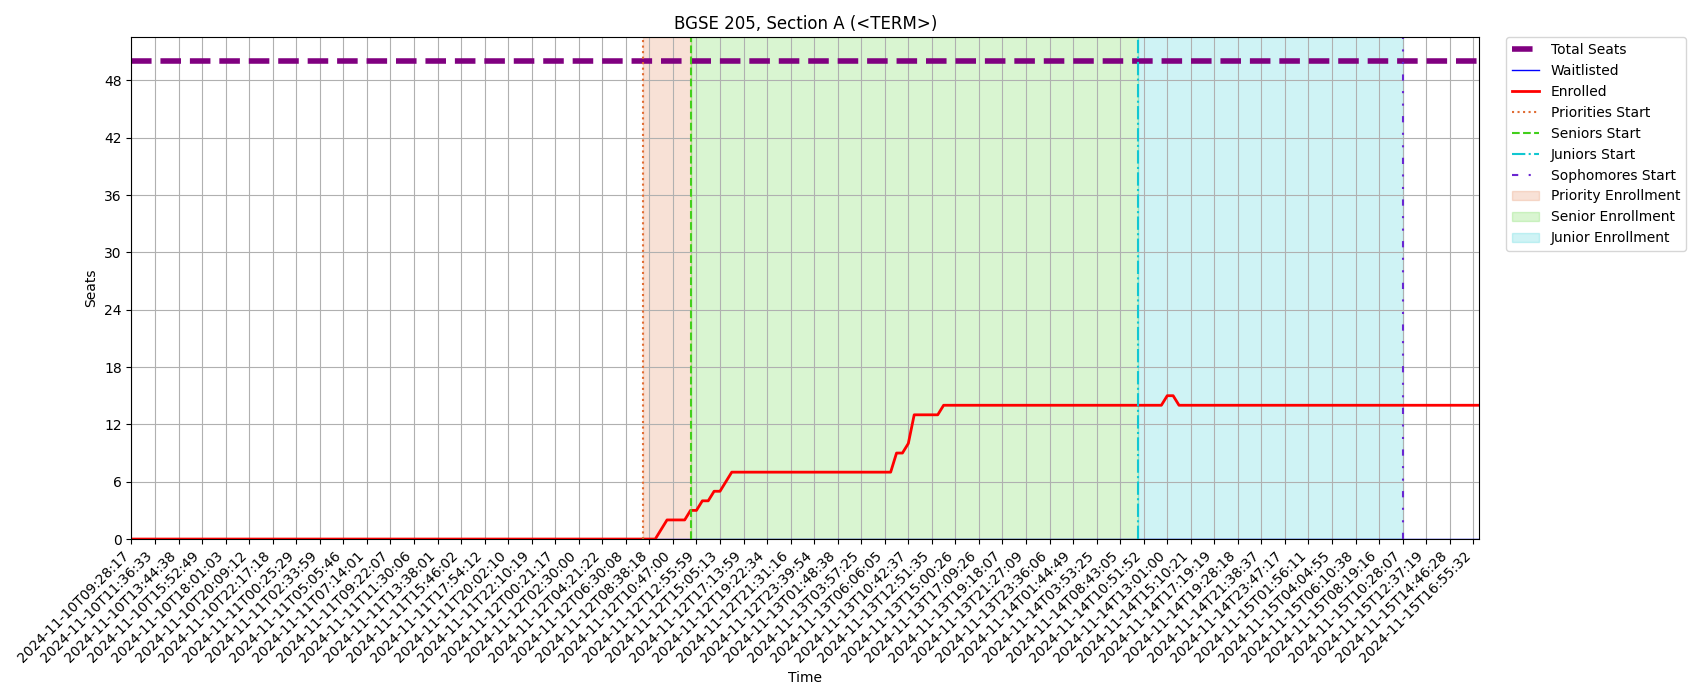 BGSE 205, Section A (<TERM>)
Total Seats
Waitlisted
Enrolled
Priorities Start
Seniors Start
Juniors Start
Sophomores Start
Priority Enrollment
Senior Enrollment
Junior Enrollment
Seats
48
42
36
30
24
18
12
6
0
2024-11-10T09:28:17
2024-11-10T11:36:33
2024-11-10T13:44:38
2024-11-10T15:52:49
2024-11-10T18:01:03
2024-11-10T20:09:12
2024-11-10T22:17:18
2024-11-11T00:25:29
2024-11-11T02:33:59
2024-11-11T05:05:46
2024-11-11T07:14:01
2024-11-11T09:22:07
2024-11-11T11:30:06
2024-11-11T13:38:01
2024-11-11T15:46:02
2024-11-11T17:54:12
2024-11-11T20:02:10
2024-11-11T22:10:19
2024-11-12T00:21:17
2024-11-12T02:30:00
2024-11-12T04:21:22
2024-11-12T06:30:05
2024-11-12T08:38:18
2024-11-12T10:47:00
2024-11-12T12:55:59
2024-11-12T15:05:13
2024-11-12T17:13:59
2024-11-12T19:22:34
2024-11-12T21:31:16
2024-11-12T23:39:54
2024-11-13T01:48:38
2024-11-13T03:57:25
2024-11-13T06:06:05
2024-11-13T10:42:37
2024-11-13T12:51:35
2024-11-13T15:00:26
2024-11-13T17:09:26
2024-11-13T19:18:07
2024-11-13T21:27:09
2024-11-13T23:36:06
2024-11-14T01:44:49
2024-11-14T03:53:25
2024-11-14T08:43:05
2024-11-14T10:51:52
2024-11-14T13:01:00
2024-11-14T15:10:21
2024-11-14T17:19:19
2024-11-14T19:28:18
2024-11-14T21:38:37
2024-11-14T23:47:17
2024-11-15T01:56:11
2024-11-15T04:04:55
2024-11-15T06:10:38
2024-11-15T08:19:16
2024-11-15T10:28:07
2024-11-15T12:37:19
2024-11-15T14:46:28
2024-11-15T16:55:32
Time